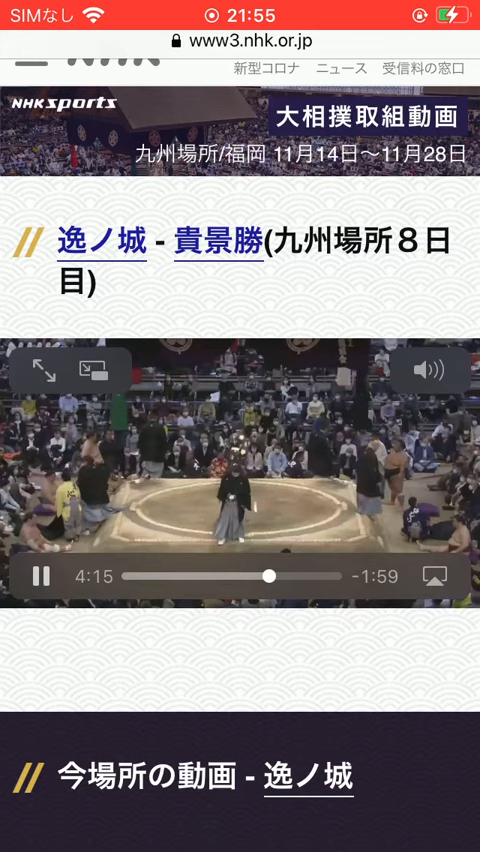 SIMなし
21:55
www3.nhk.or.jp
NHK
新型コロナ ニュース 受信料の窓口
NHK sports
大相撲取組動画
九州場所/福岡 11月14日～11月28日
逸ノ城 - 貴景勝(九州場所８日
目)
4:15
-1:59
今場所の動画 - 逸ノ城